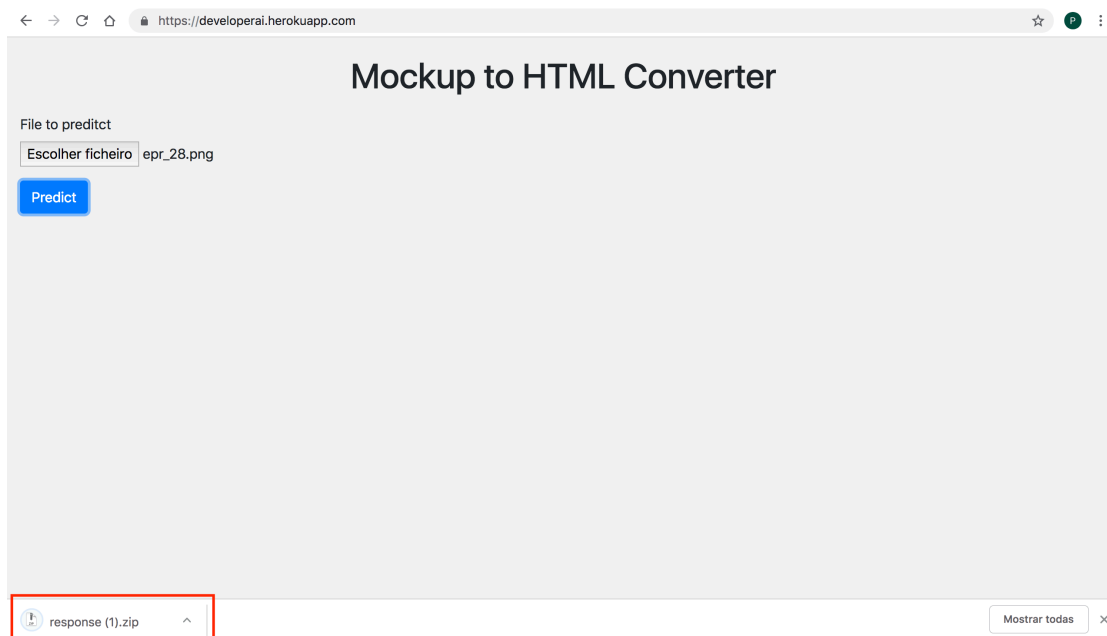 https://developerai.herokuapp.com
P
Mockup to HTML Converter
File to preditct
Escolher ficheiro epr_28.png
Predict
response (1).zip
Mostrar todas